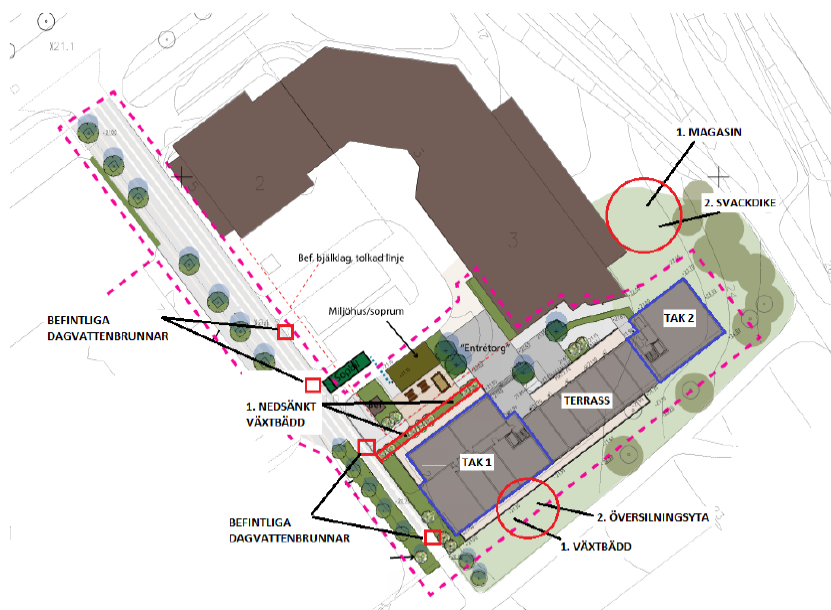 X21.1
1. MAGASIN
2. SVACKDIKE
2
3
Bef. bjälklag, tolkad linje
Miljöhus/soprum
BEFINTLIGA
DAGVATTENBRUNNAR
"Entrétorg"
TAK 2
1. NEDSÄNKT
VÄXTBÄDD
TERRASS
TAK 1
BEFINTLIGA
DAGVATTENBRUNNAR
2. ÖVERSILNINGSYTA
1. VÄXTBÄDD